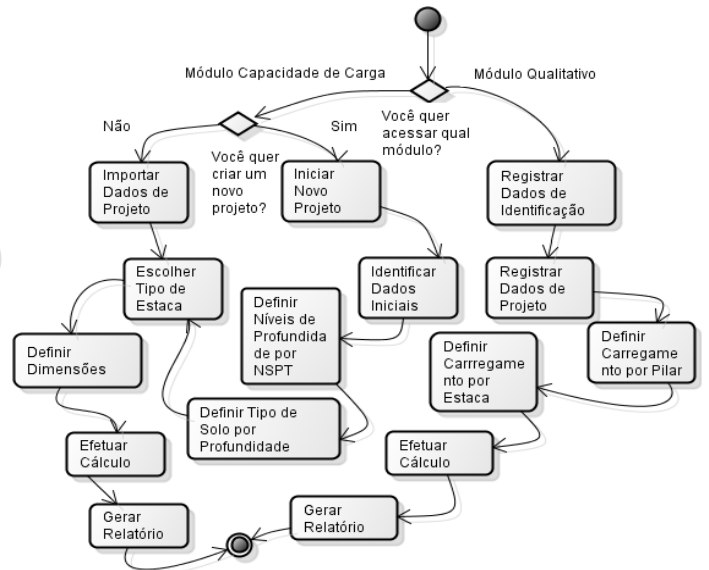 Módulo Capacidade de Carga
Módulo Qualitativo
Você quer
acessar qual
módulo?
Não
Sim
Você quer
criar um
novo
projeto?
Importar
Dados de
Projeto
Iniciar
Novo
Projeto
Registrar
Dados de
Identificação
Escolher
Tipo de
Estaca
Identificar
Dados
Iniciais
Registrar
Dados de
Projeto
Definir
Níveis de
Profundida
de por
NSPT
Definir
Carregame
nto por Pilar
Definir
Dimensões
Definir
Carrregame
nto por
Estaca
Definir Tipo de
Solo por
Profundidade
Efetuar
Cálculo
Efetuar
Cálculo
Gerar
Relatório
Gerar
Relatório